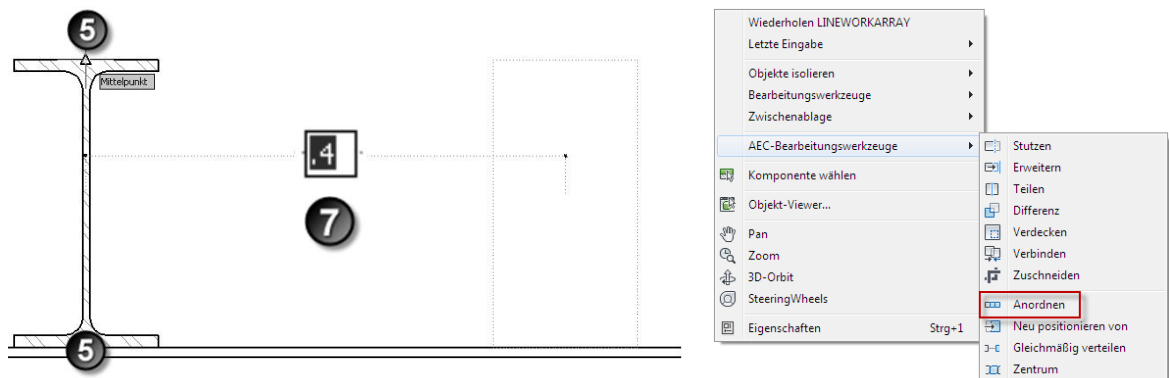 5
Mittelpunkt
.4
7
5
Wiederholen LINEWORKARRAY
Letzte Eingabe
Objekte isolieren
Bearbeitungswerkzeuge
Zwischenablage
AEC-Bearbeitungswerkzeuge
Komponente wählen
Objekt-Viewer...
Pan
Zoom
3D-Orbit
SteeringWheels
Eigenschaften Strg+1
Stutzen
Erweitern
Teilen
Differenz
Verdecken
Verbinden
Zuschneiden
Anordnen
Neu positionieren von
Gleichmäßig verteilen
Zentrum